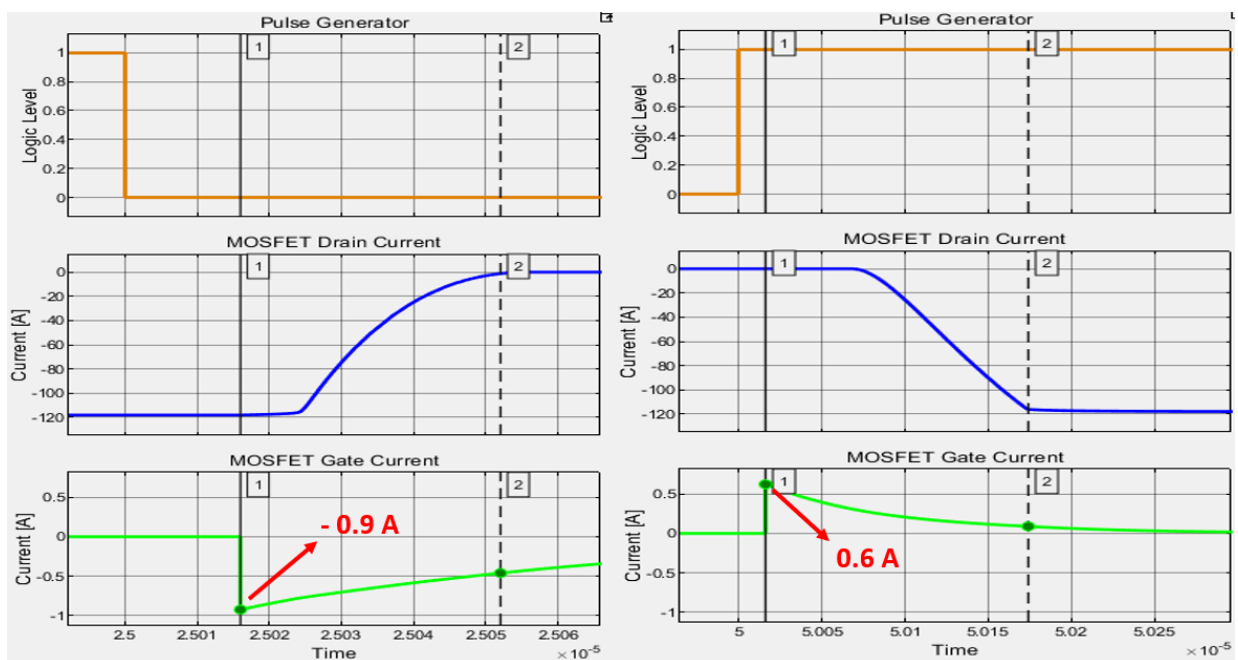 Pulse Generator
1
2
1
0.8
0.6
0.4
0.2
0
Logic Level
MOSFET Drain Current
1
2
0
-20
-40
-60
-80
-100
-120
Current [A]
MOSFET Gate Current
1
2
0.5
0
-0.5
-1
Current [A]
- 0.9 A
2.5 2.501 2.502 2.503 2.504 2.505 2.506
Time
×10⁻⁵
Pulse Generator
1
2
1
0.8
0.6
0.4
0.2
0
Logic Level
MOSFET Drain Current
1
2
0
-20
-40
-60
-80
-100
-120
Current [A]
MOSFET Gate Current
1
2
0.5
0
-0.5
-1
Current [A]
0.6 A
5 5.005 5.01 5.015 5.02 5.025
Time
×10⁻⁵